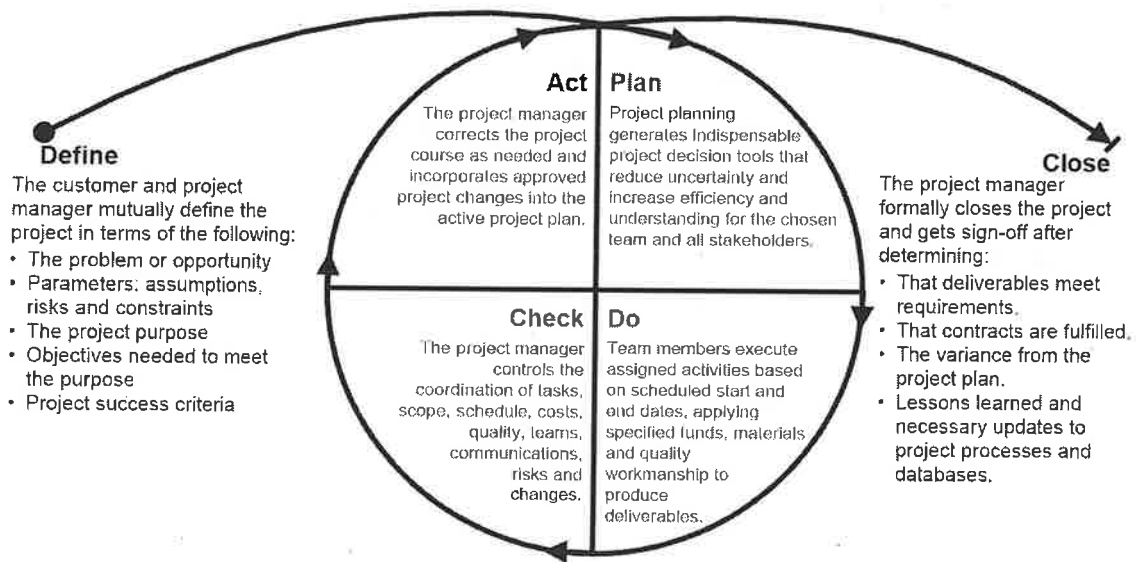 Define
The customer and project
manager mutually define the
project in terms of the following:
• The problem or opportunity
• Parameters: assumptions,
risks and constraints
• The project purpose
• Objectives needed to meet
the purpose
• Project success criteria
Act
The project manager
corrects the project
course as needed and
incorporates approved
project changes into the
active project plan.
Plan
Project planning
generates Indispensable
project decision tools that
reduce uncertainty and
increase efficiency and
understanding for the chosen
team and all stakeholders.
Check
The project manager
controls the
coordination of tasks,
scope, schedule, costs,
quality, teams,
communications,
risks and
changes.
Do
Team members execute
assigned activities based
on scheduled start and
end dates, applying
specified funds, materials
and quality
workmanship to
produce
deliverables.
Close
The project manager
formally closes the project
and gets sign-off after
determining:
• That deliverables meet
requirements.
• That contracts are fulfilled.
• The variance from the
project plan.
• Lessons learned and
necessary updates to
project processes and
databases.